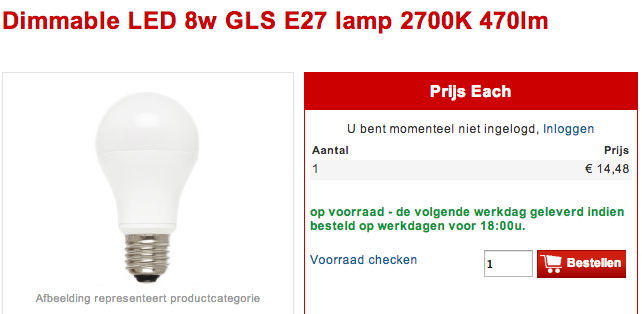 Dimmable LED 8w GLS E27 lamp 2700K 470lm
Afbeelding representeert productcategorie
Prijs Each
U bent momenteel niet ingelogd, Inloggen
Aantal Prijs
1 € 14,48
op voorraad - de volgende werkdag geleverd indien
besteld op werkdagen voor 18:00u.
Voorraad checken 1 Bestellen